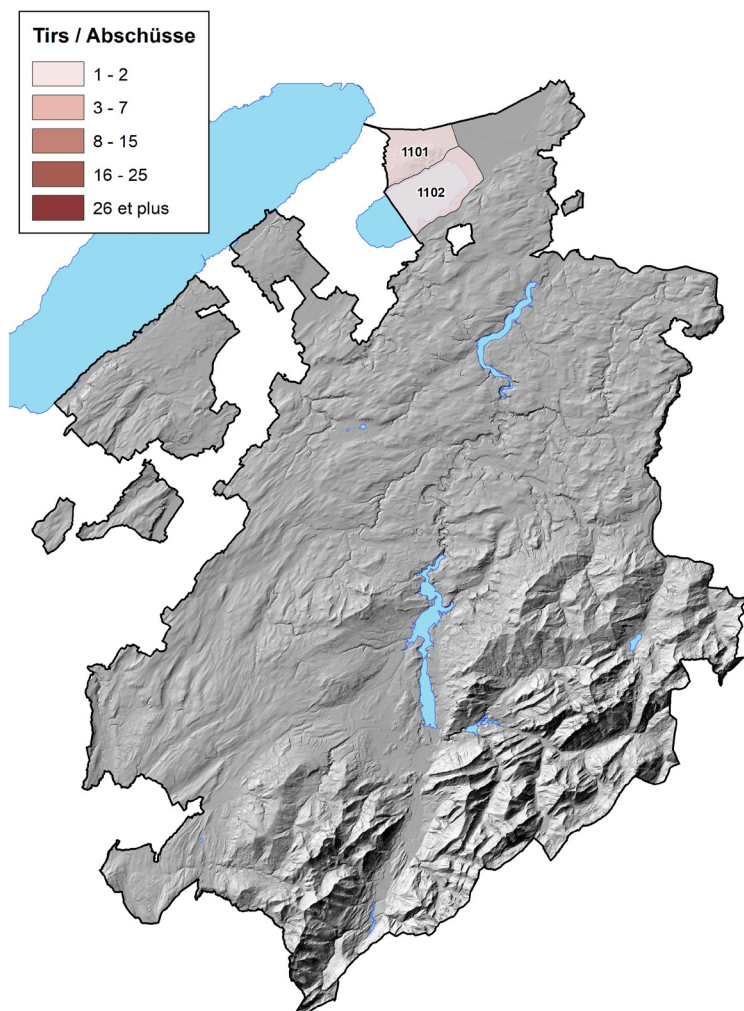 Tirs / Abschüsse
1 - 2
3 - 7
8 - 15
16 - 25
26 et plus
1101
1102